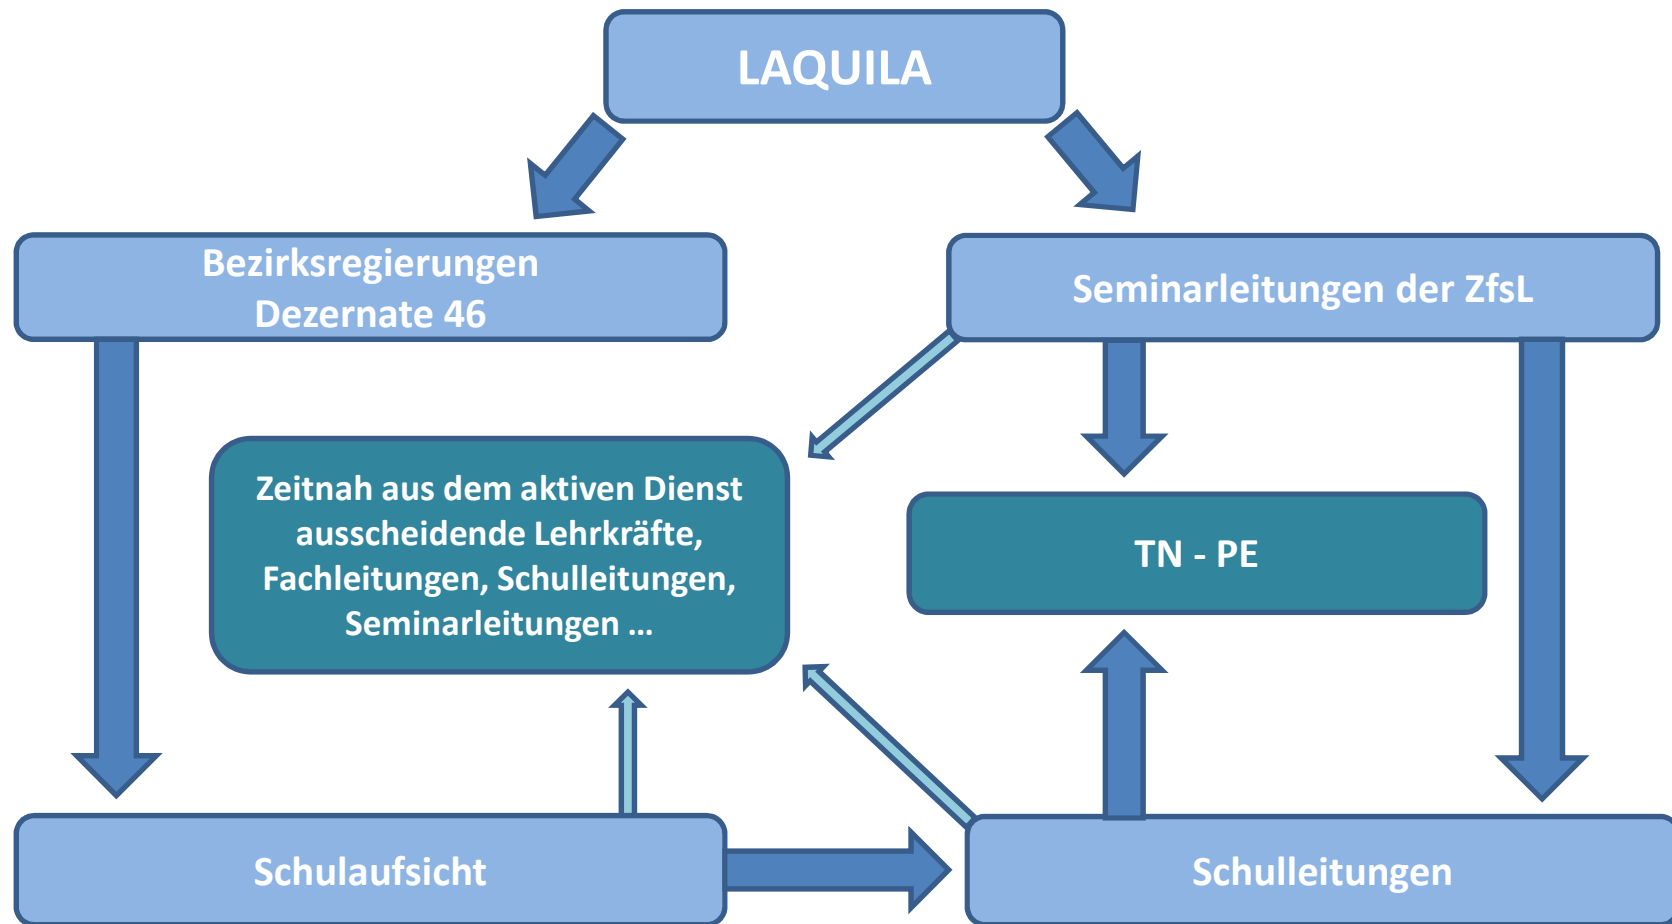 LAQUILA
Bezirksregierungen
Dezernate 46
Seminarleitungen der ZfsL
Zeitnah aus dem aktiven Dienst
ausscheidende Lehrkräfte,
Fachleitungen, Schulleitungen,
Seminarleitungen ...
TN - PE
Schulaufsicht
Schulleitungen